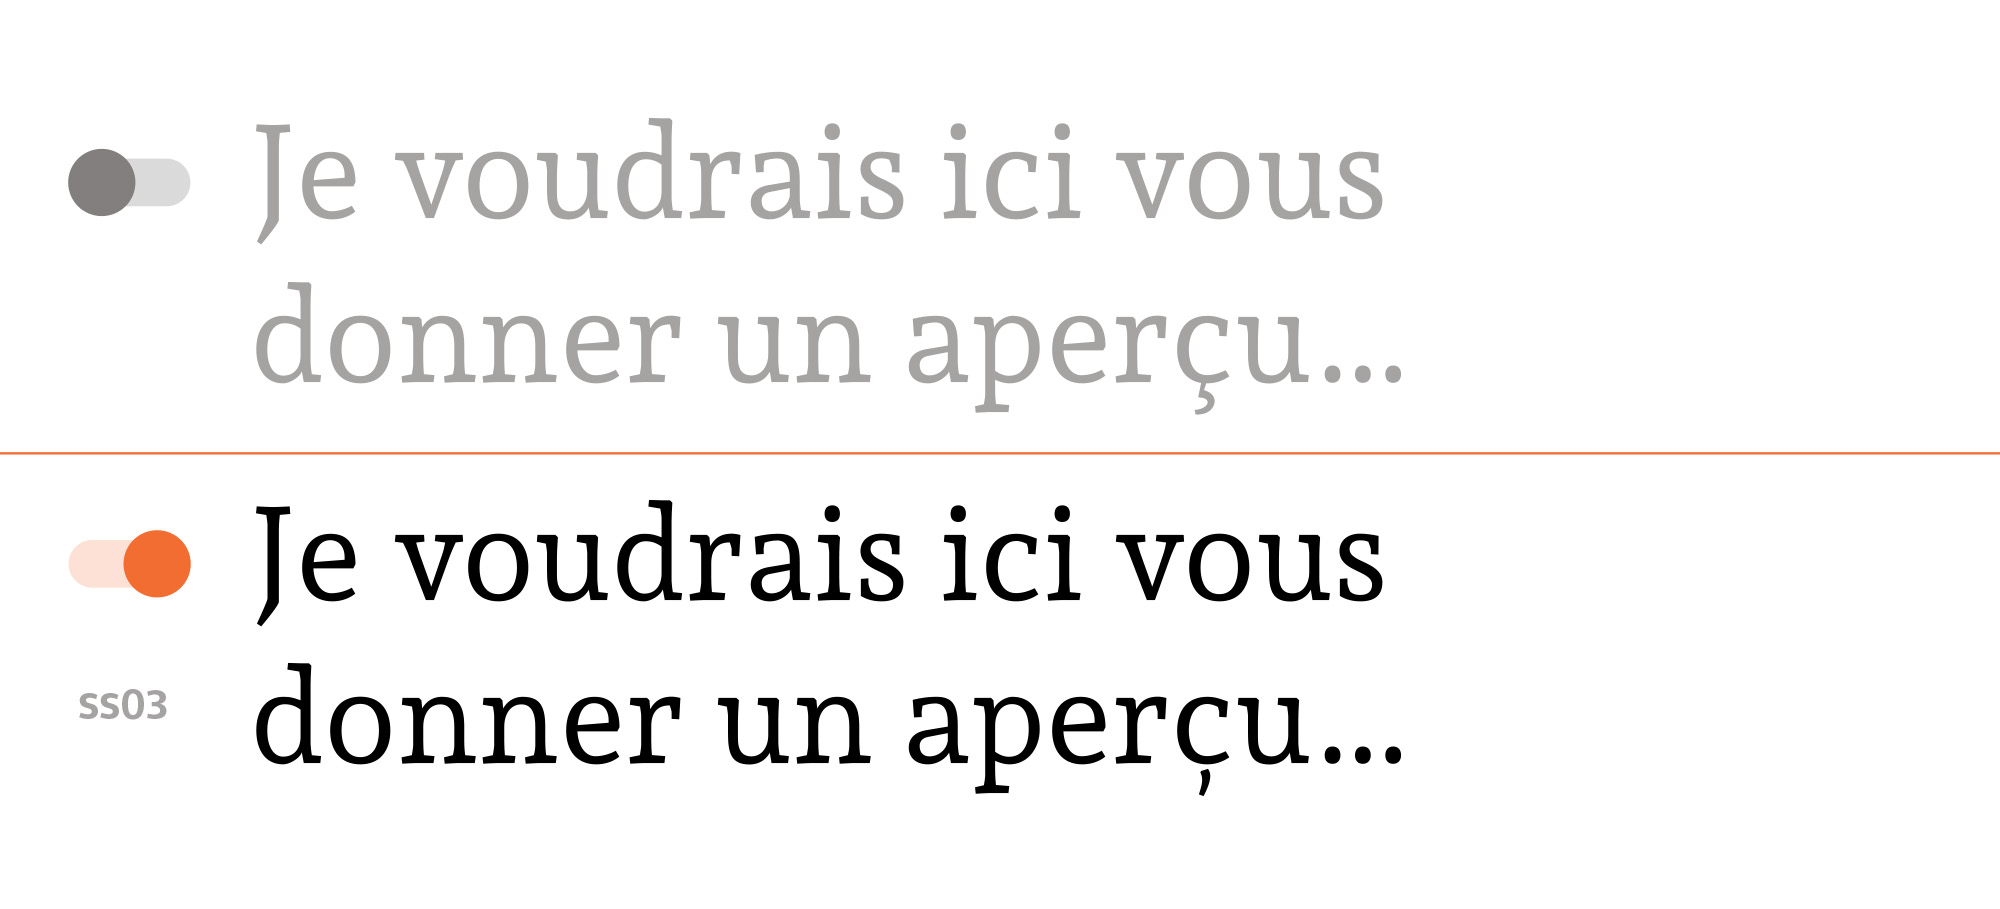 Je voudrais ici vous
donner un aperçu...
Je voudrais ici vous
ss03
donner un aperçu...